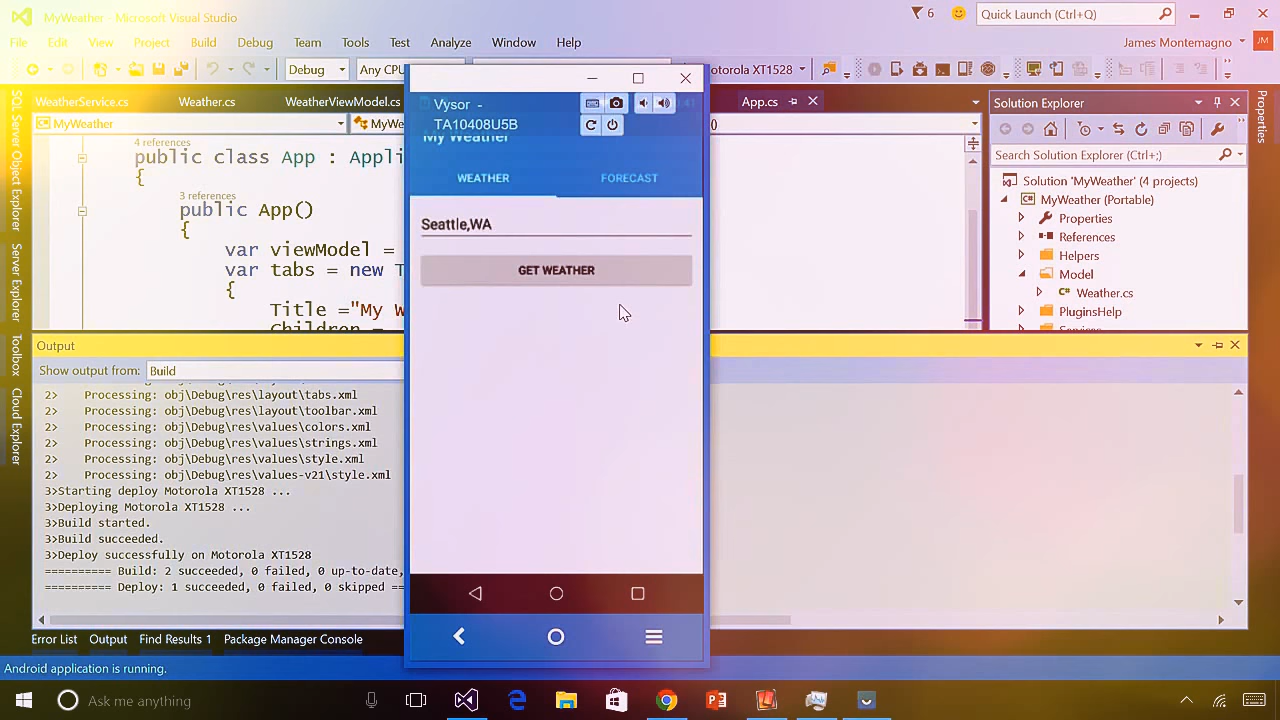 MyWeather - Microsoft Visual Studio
6
Quick Launch (Ctrl+Q)
File Edit View Project Build Debug Team Tools Test Analyze Window Help
James Montemagno
JM
Debug
Any CPU
Motorola XT1528
WeatherService.cs
Weather.cs
WeatherViewModel.cs
App.cs
MyWeather
MyWe
()
4 references
public class App : Appli
{
3 references
public App()
{
var viewModel =
var tabs = new T
{
Title ="My W
Children =
SQL Server Object Explorer
Server Explorer
Toolbox
Cloud Explorer
Vysor -
TA10408U5B
:41
My Weather
WEATHER
FORECAST
Seattle,WA
GET WEATHER
Solution Explorer
Search Solution Explorer (Ctrl+;)
Solution 'MyWeather' (4 projects)
MyWeather (Portable)
Properties
References
Helpers
Model
Weather.cs
PluginsHelp
Services
Properties
Output
Show output from:
Build
2> Processing: obj\Debug\res\layout\tabs.xml
2> Processing: obj\Debug\res\layout\toolbar.xml
2> Processing: obj\Debug\res\values\colors.xml
2> Processing: obj\Debug\res\values\strings.xml
2> Processing: obj\Debug\res\values\style.xml
2> Processing: obj\Debug\res\values-v21\style.xml
3>Starting deploy Motorola XT1528 ...
3>Deploying Motorola XT1528 ...
3>Build started.
3>Build succeeded.
3>Deploy successfully on Motorola XT1528
========== Build: 2 succeeded, 0 failed, 0 up-to-date,
========== Deploy: 1 succeeded, 0 failed, 0 skipped ==
Error List Output Find Results 1 Package Manager Console
Android application is running.
Ask me anything